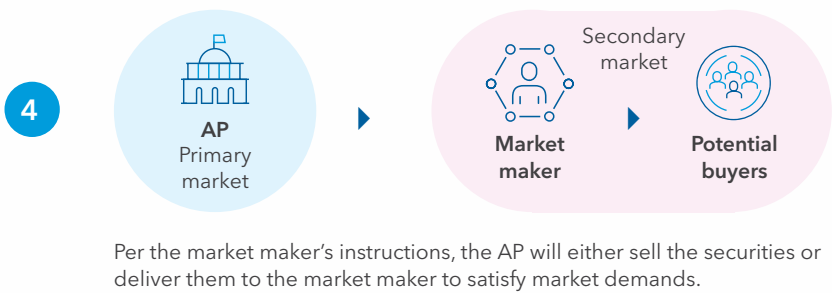 4
AP
Primary
market
Secondary
market
Market
maker
Potential
buyers
Per the market maker's instructions, the AP will either sell the securities or
deliver them to the market maker to satisfy market demands.